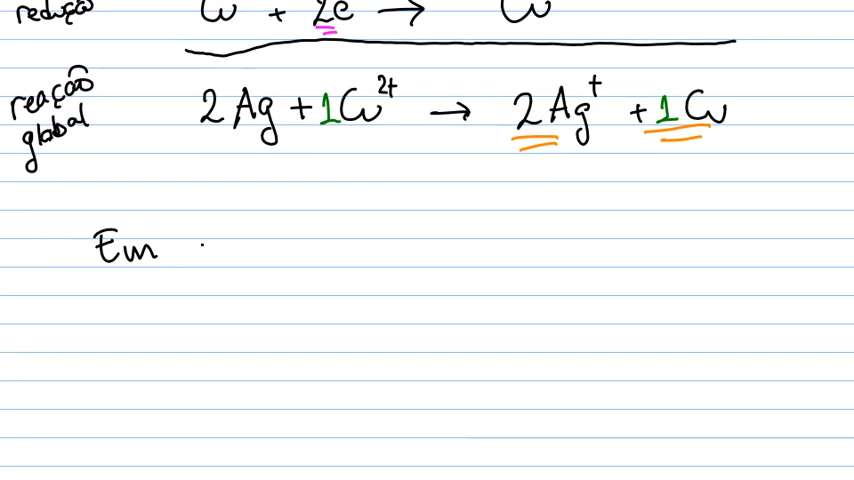 redução Cu + 2e → Cu
reação global 2Ag + 1Cu²⁺ → 2Ag⁺ + 1Cu
Em